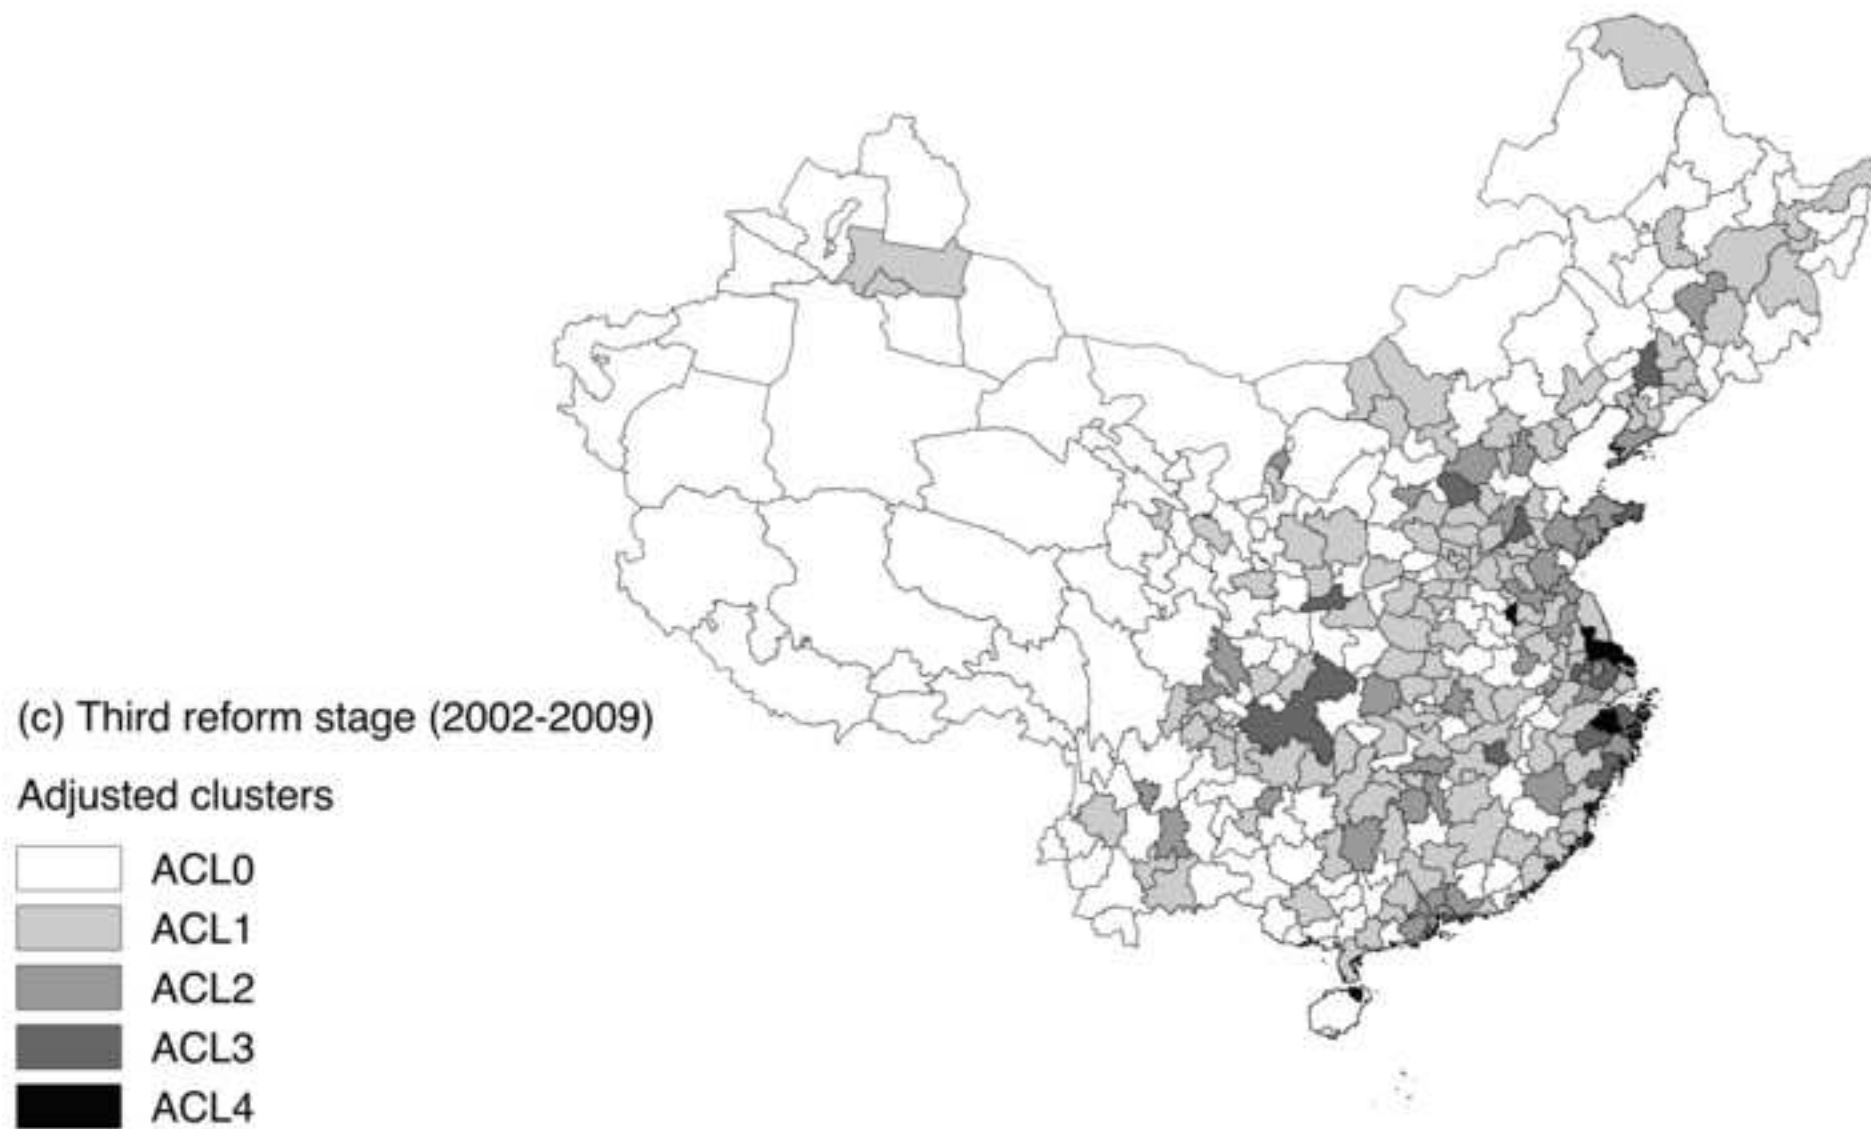 (c) Third reform stage (2002-2009)
Adjusted clusters
ACL0
ACL1
ACL2
ACL3
ACL4